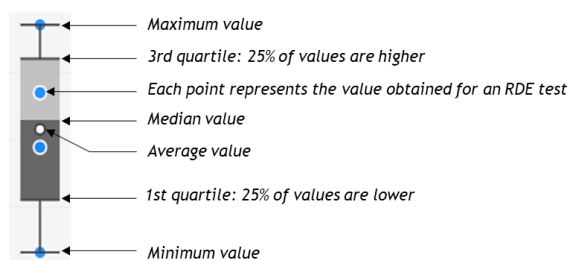 Maximum value
3rd quartile: 25% of values are higher
Each point represents the value obtained for an RDE test
Median value
Average value
1st quartile: 25% of values are lower
Minimum value